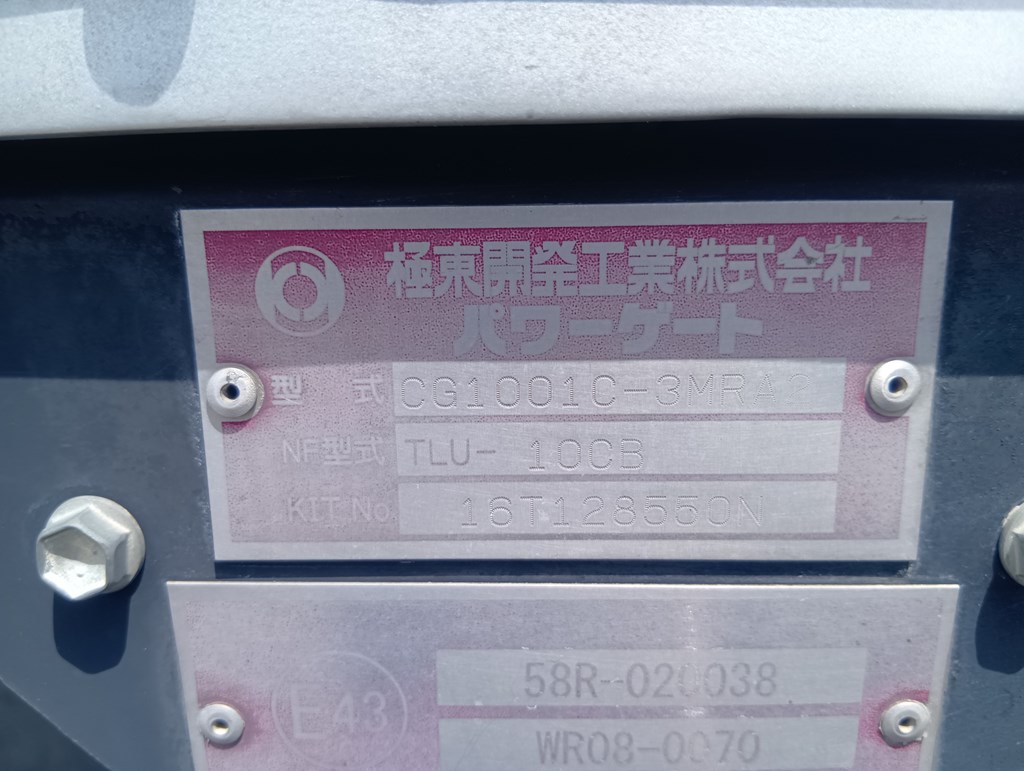 極東開発工業株式会社
パワーゲート
型 式 CG1001C-3MRA
NF型式 TLU- 10CB
KIT No 16T128550N
58R-020038
E43
WR08-0070